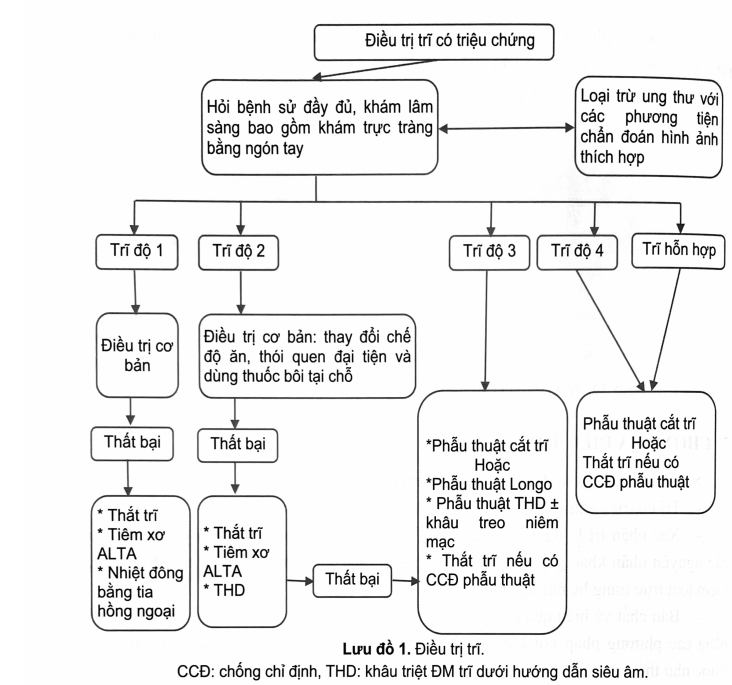 Điều trị trĩ có triệu chứng
Hỏi bệnh sử đầy đủ, khám lâm
sàng bao gồm khám trực tràng
bằng ngón tay
Loại trừ ung thư với
các phương tiện
chẩn đoán hình ảnh
thích hợp
Trĩ độ 1
Trĩ độ 2
Trĩ độ 3
Trĩ độ 4
Trĩ hỗn hợp
Điều trị cơ
bản
Điều trị cơ bản: thay đổi chế
độ ăn, thói quen đại tiện và
dùng thuốc bôi tại chỗ
Thất bại
Thất bại
* Thắt trĩ
* Tiêm xơ
ALTA
* Nhiệt đông
bằng tia
hồng ngoại
* Thắt trĩ
* Tiêm xơ
ALTA
* THD
Thất bại
*Phẫu thuật cắt trĩ
Hoặc
*Phẫu thuật Longo
* Phẫu thuật THD ±
khâu treo niêm
mạc
* Thắt trĩ nếu có
CCĐ phẫu thuật
Phẫu thuật cắt trĩ
Hoặc
Thắt trĩ nếu có
CCĐ phẫu thuật
Lưu đồ 1. Điều trị trĩ.
CCĐ: chống chỉ định, THD: khâu triệt ĐM trĩ dưới hướng dẫn siêu âm.